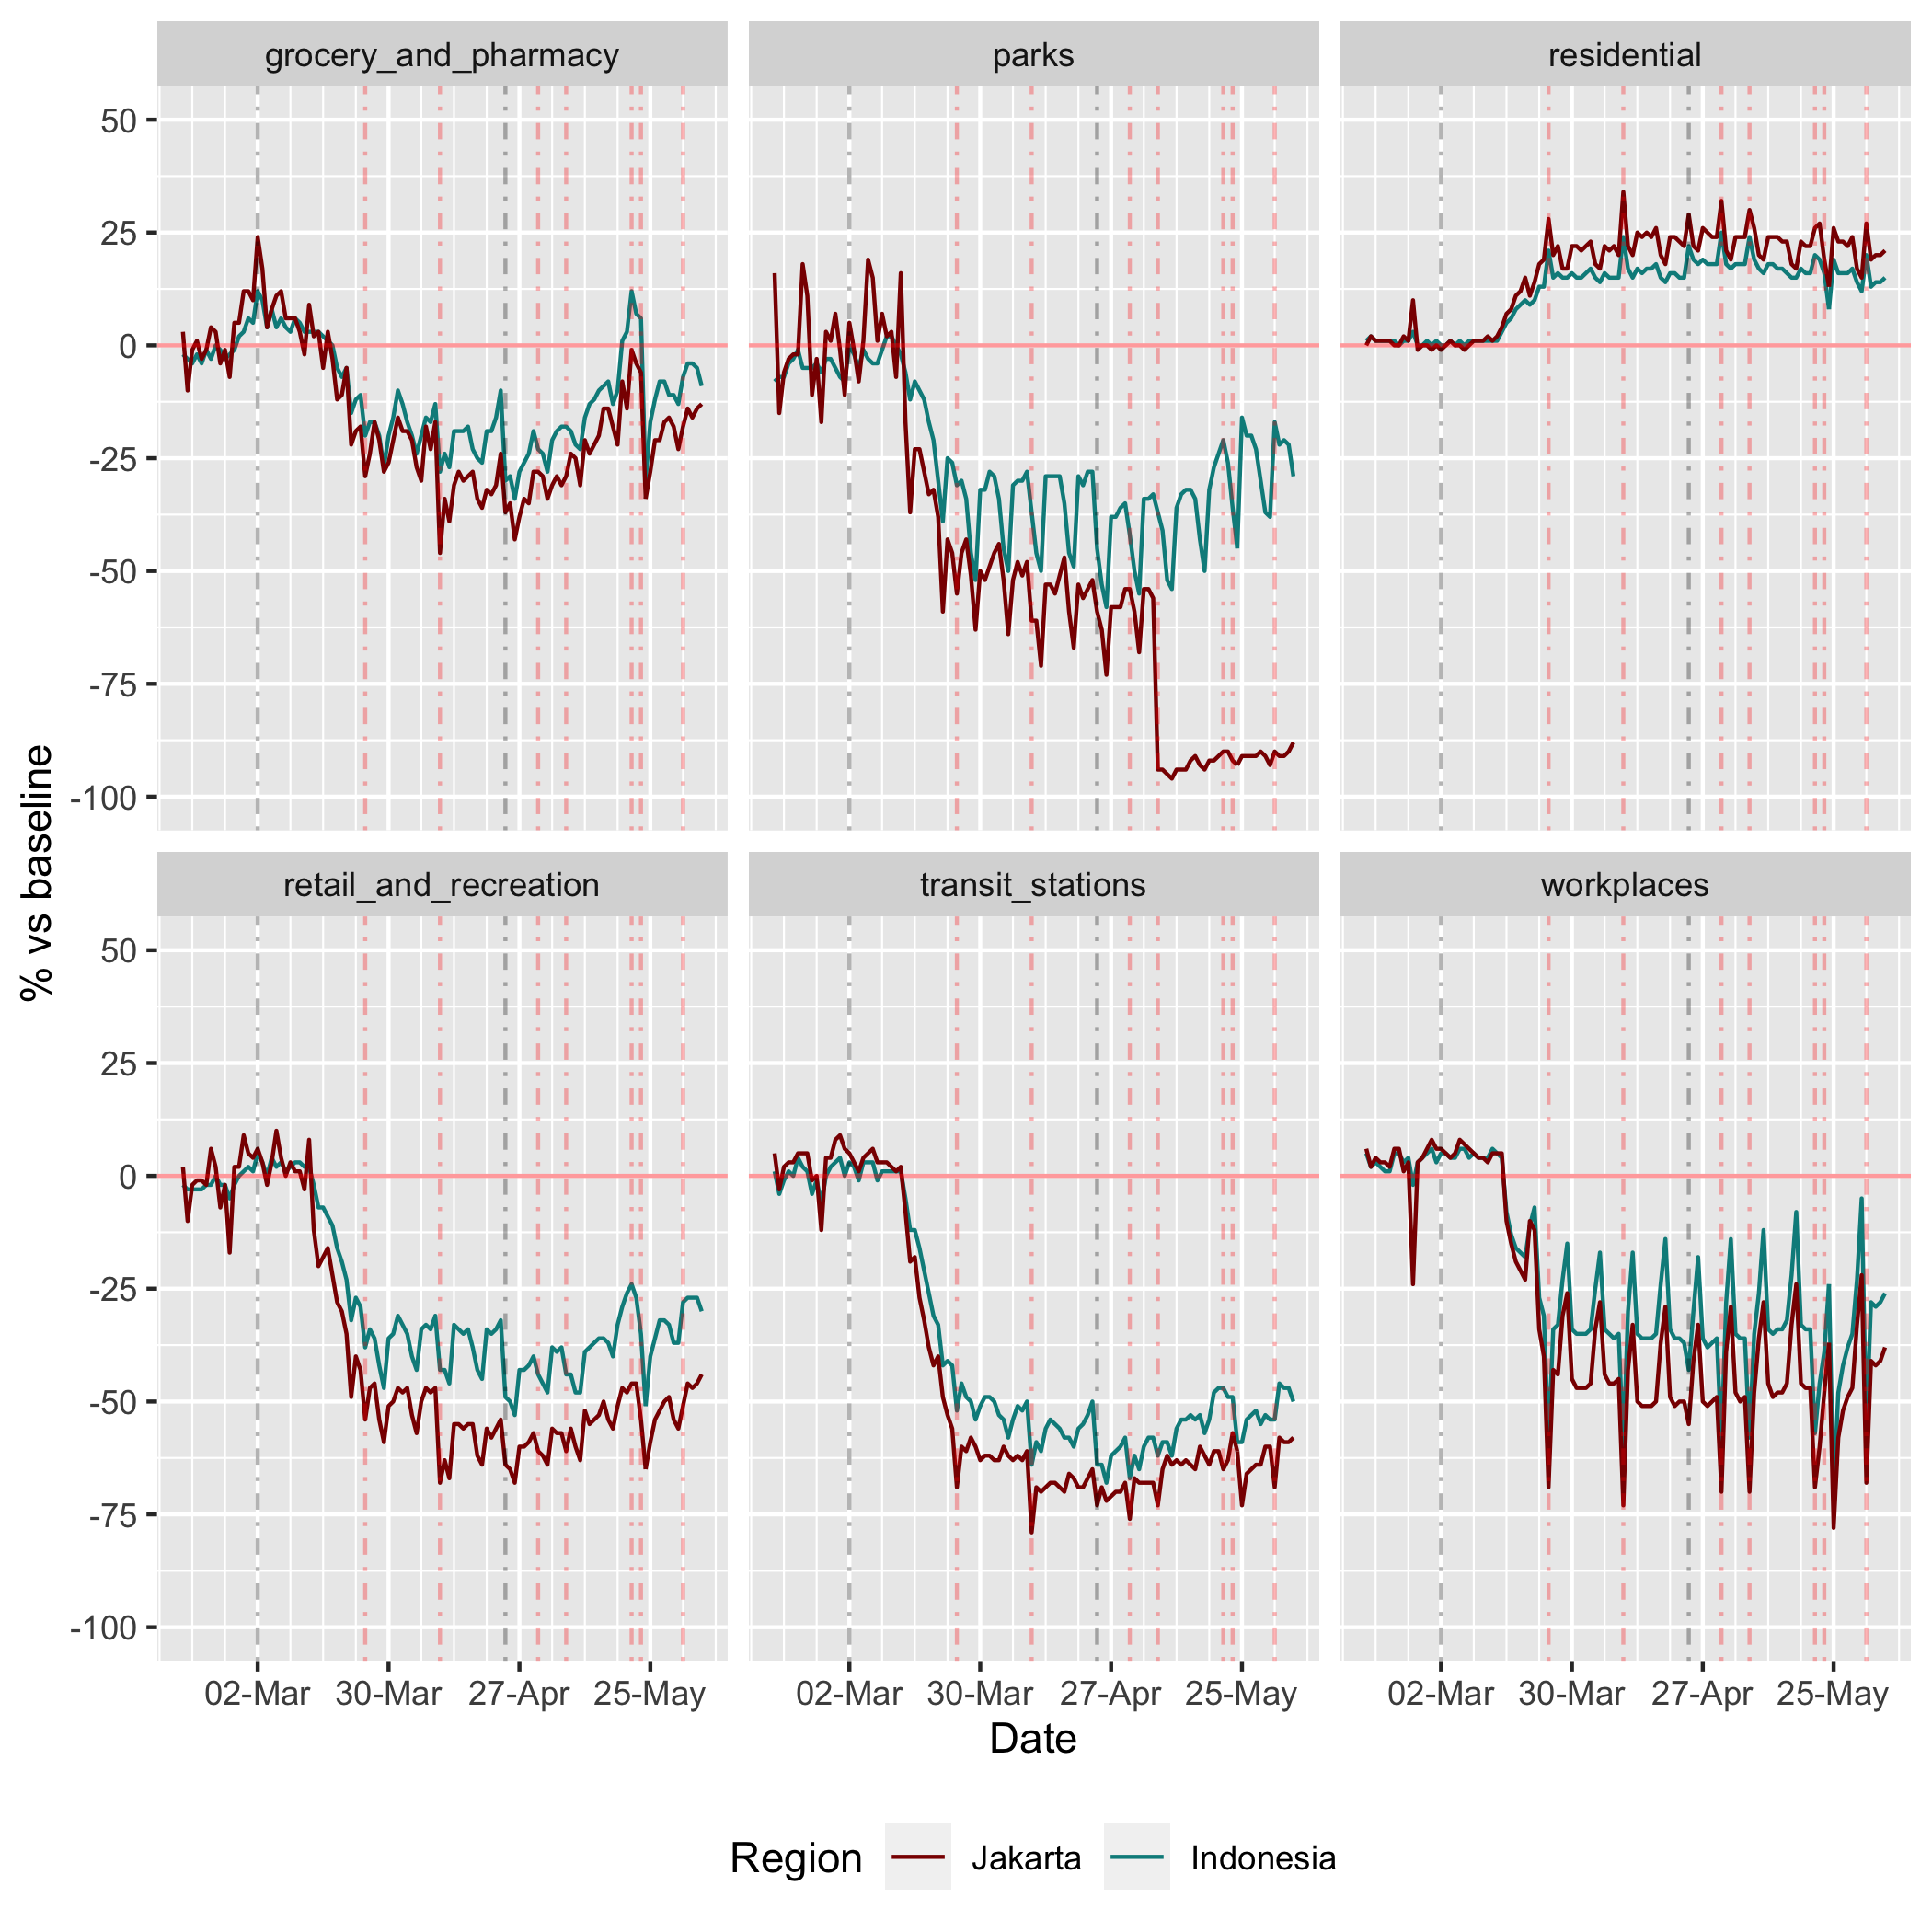 grocery_and_pharmacy parks residential
50
25
0
-25
-50
-75
-100
% vs baseline
retail_and_recreation transit_stations workplaces
50
25
0
-25
-50
-75
-100
02-Mar 30-Mar 27-Apr 25-May 02-Mar 30-Mar 27-Apr 25-May 02-Mar 30-Mar 27-Apr 25-May
Date
Region Jakarta Indonesia